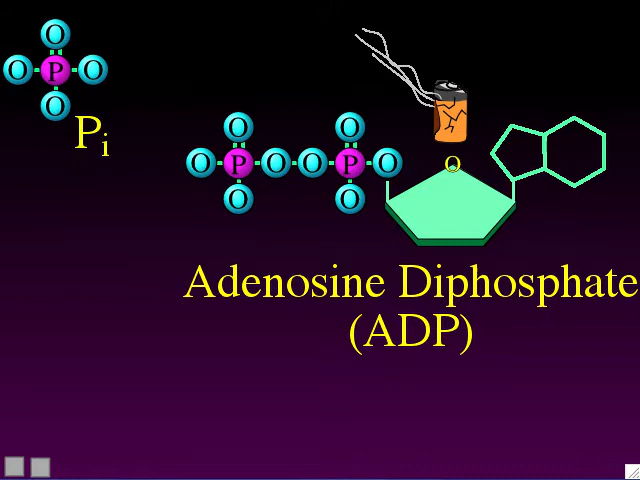 O
O P O
O
Pi
O O
O P O O P O
O O
O
Adenosine Diphosphate
(ADP)